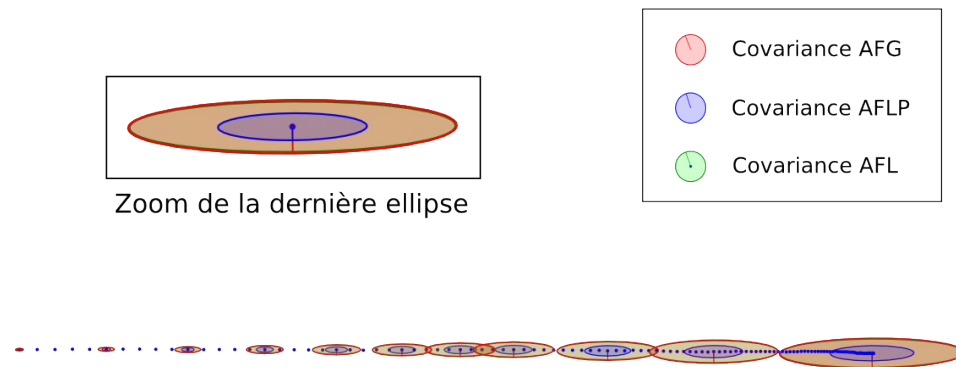 Covariance AFG
Covariance AFLP
Covariance AFL
Zoom de la dernière ellipse